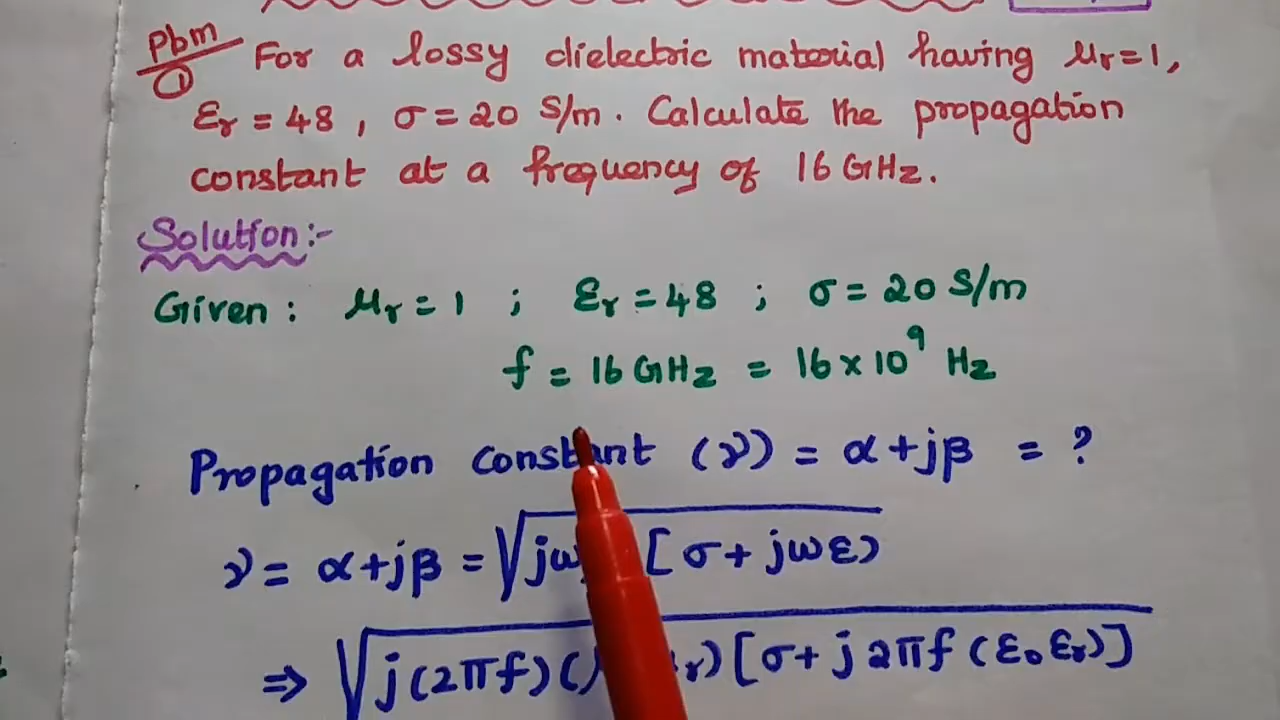 Pbm
1
For a lossy dielectric material having μr=1,
εr = 48 , σ = 20 S/m . Calculate the propagation
constant at a frequency of 16 GHz.
Solution:-
Given : μr = 1 ; εr = 48 ; σ = 20 S/m
f = 16 GHz = 16×10⁹ Hz
Propagation constant (γ) = α+jβ = ?
γ = α+jβ = √jω [σ + jωε)
⇒ √j(2πf)( r)[σ+ j2πf (ε₀ εr)]